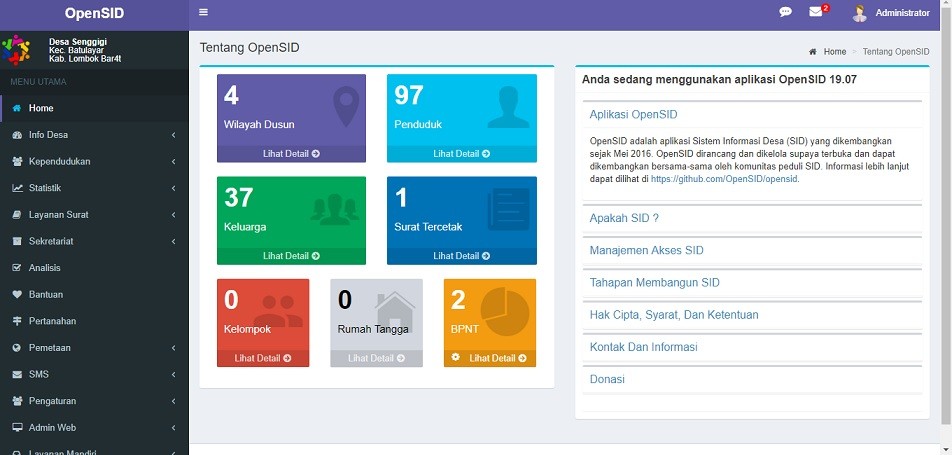 OpenSID
2
Administrator
Desa Senggigi
Kec. Batulayar
Kab. Lombok Bar4t
MENU UTAMA
Home
Info Desa
Kependudukan
Statistik
Layanan Surat
Sekretariat
Analisis
Bantuan
Pertanahan
Pemetaan
SMS
Pengaturan
Admin Web
Layanan Mandiri
Tentang OpenSID
Home > Tentang OpenSID
4
Wilayah Dusun
Lihat Detail
97
Penduduk
Lihat Detail
37
Keluarga
Lihat Detail
1
Surat Tercetak
Lihat Detail
0
Kelompok
Lihat Detail
0
Rumah Tangga
Lihat Detail
2
BPNT
Lihat Detail
Anda sedang menggunakan aplikasi OpenSID 19.07
Aplikasi OpenSID
OpenSID adalah aplikasi Sistem Informasi Desa (SID) yang dikembangkan
sejak Mei 2016. OpenSID dirancang dan dikelola supaya terbuka dan dapat
dikembangkan bersama-sama oleh komunitas peduli SID. Informasi lebih lanjut
dapat dilihat di https://github.com/OpenSID/opensid.
Apakah SID ?
Manajemen Akses SID
Tahapan Membangun SID
Hak Cipta, Syarat, Dan Ketentuan
Kontak Dan Informasi
Donasi